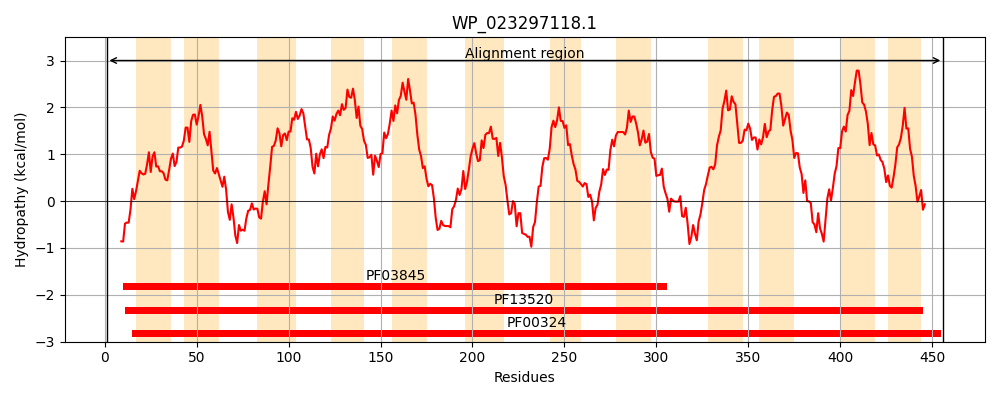 WP_023297118.1
Alignment region
Hydropathy (kcal/mol)
3
2
1
0
−1
−2
−3
PF03845
PF13520
PF00324
0 50 100 150 200 250 300 350 400 450
Residues